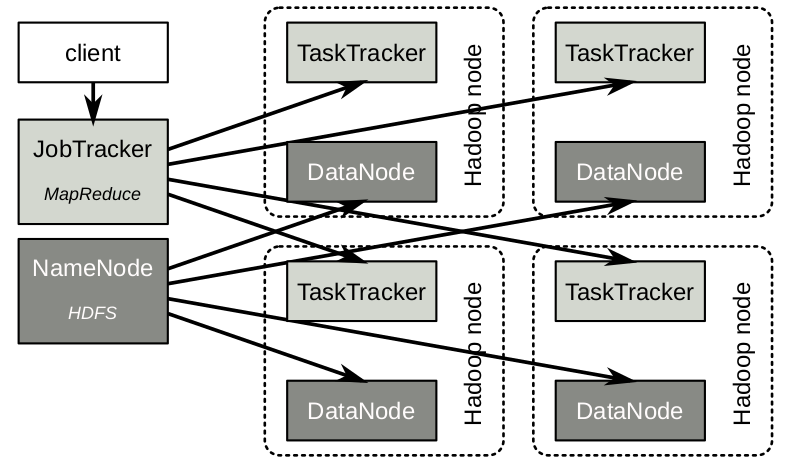 client
JobTracker
MapReduce
NameNode
HDFS
TaskTracker
DataNode
Hadoop node
TaskTracker
DataNode
Hadoop node
TaskTracker
DataNode
Hadoop node
TaskTracker
DataNode
Hadoop node